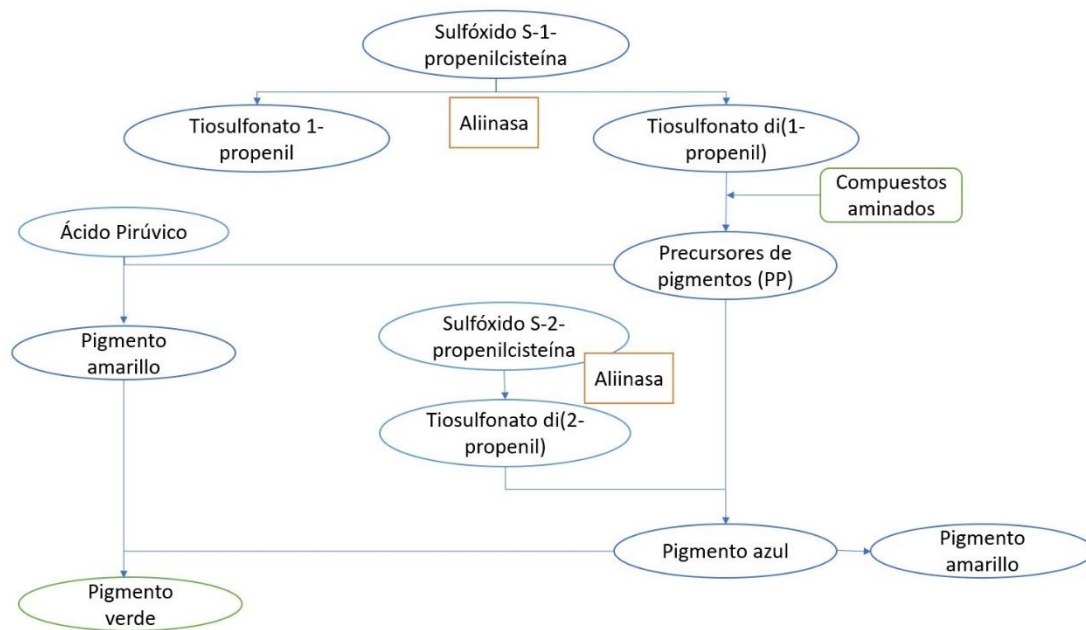 Sulfóxido S-1-
propenilcisteína
Tiosulfonato 1-
propenil
Aliinasa
Tiosulfonato di(1-
propenil)
Compuestos
aminados
Ácido Pirúvico
Precursores de
pigmentos (PP)
Pigmento
amarillo
Sulfóxido S-2-
propenilcisteína
Aliinasa
Tiosulfonato di(2-
propenil)
Pigmento azul
Pigmento
amarillo
Pigmento
verde